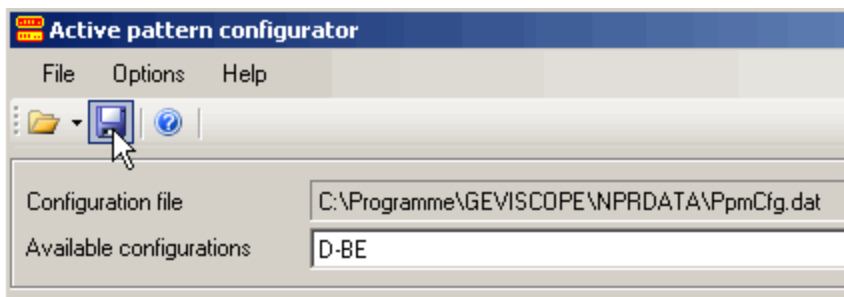 Active pattern configurator
File Options Help
Configuration file C:\Programme\GEVISCOPE\NPRDATA\PpmCfg.dat
Available configurations D-BE